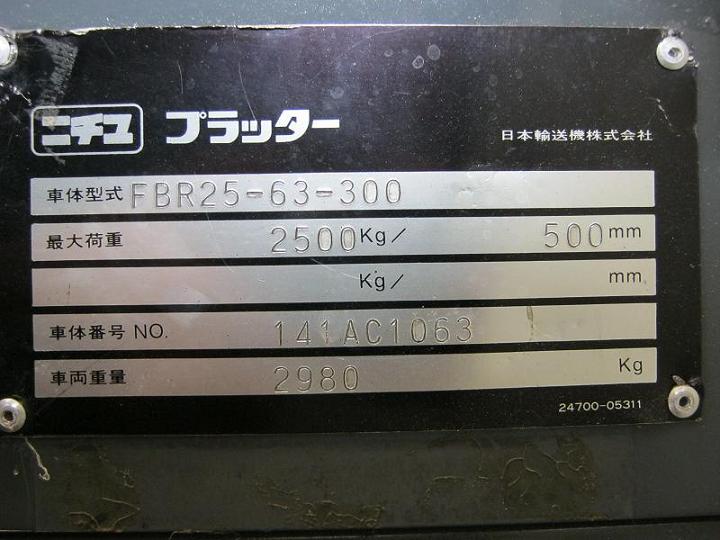 ニチユ プラッター 日本輸送機株式会社
車体型式 FBR25-63-300
最大荷重 2500Kg/ 500mm
Kg/ mm
車体番号 NO. 141AC1063
車両重量 2980 Kg
24700-05311